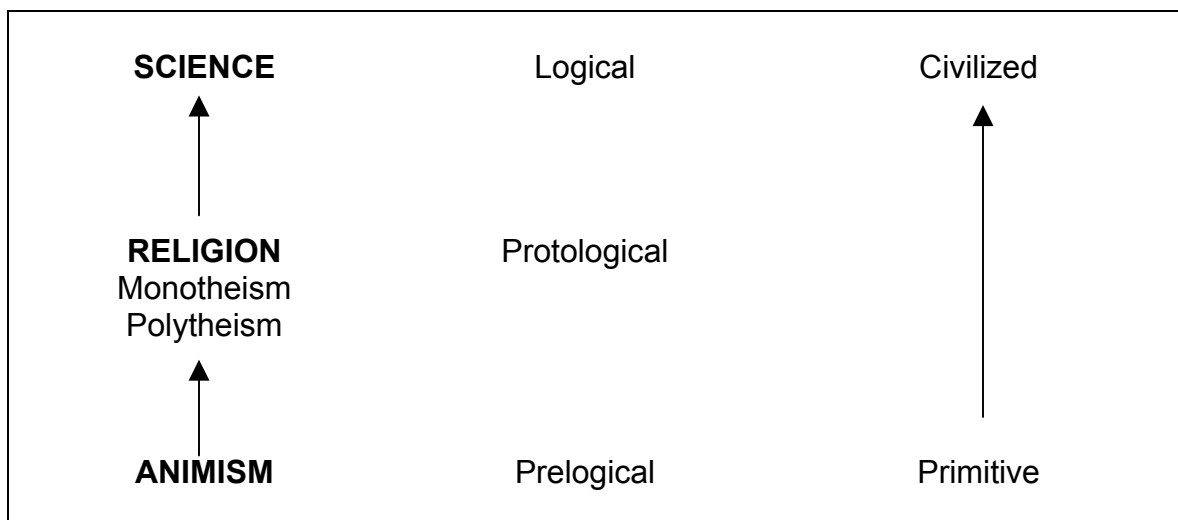 SCIENCE Logical Civilized
RELIGION Protological
Monotheism
Polytheism
ANIMISM Prelogical Primitive